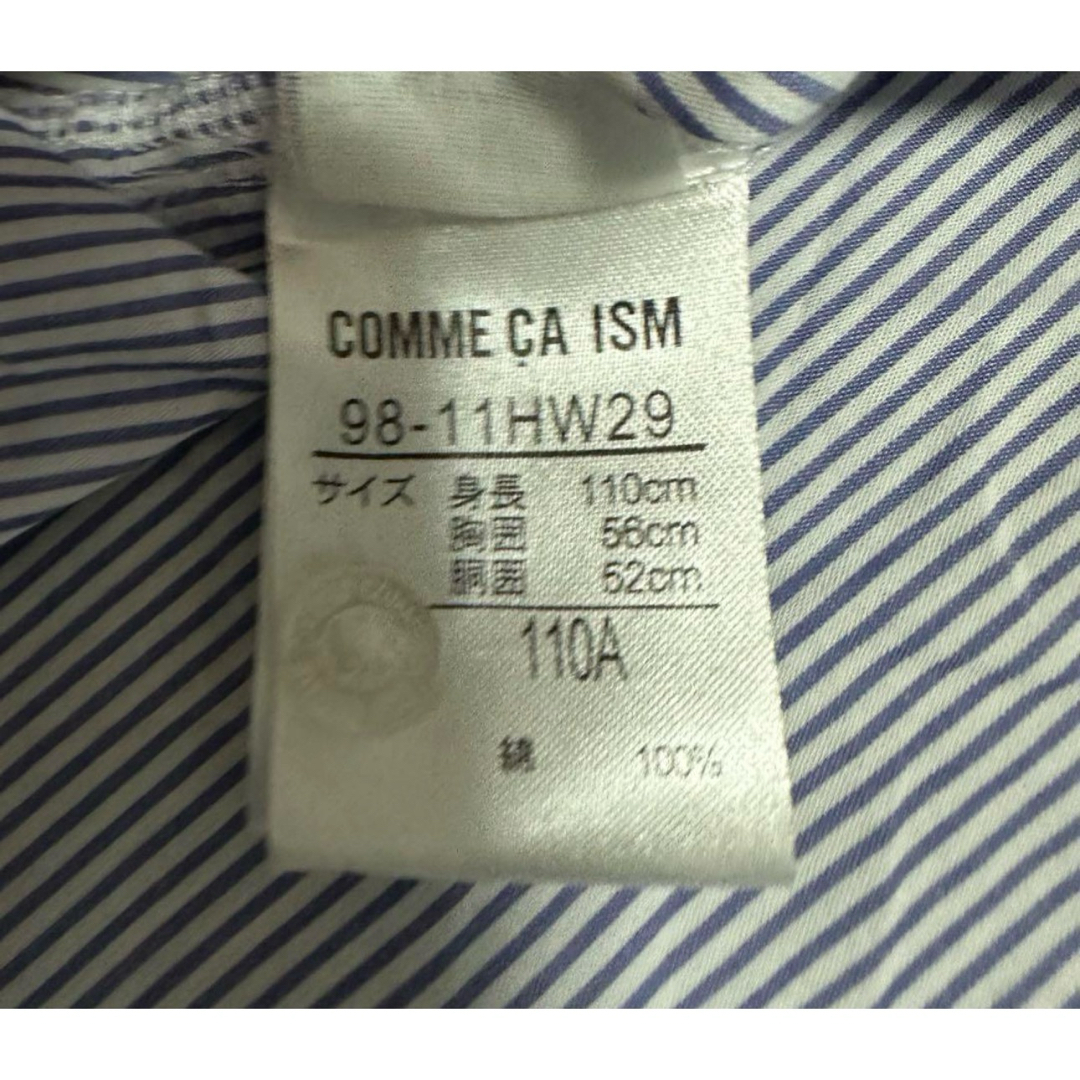 COMME ÇA ISM
98-11HW29
サイズ 身長 110cm
胸囲 56cm
胴囲 52cm
110A
綿 100%